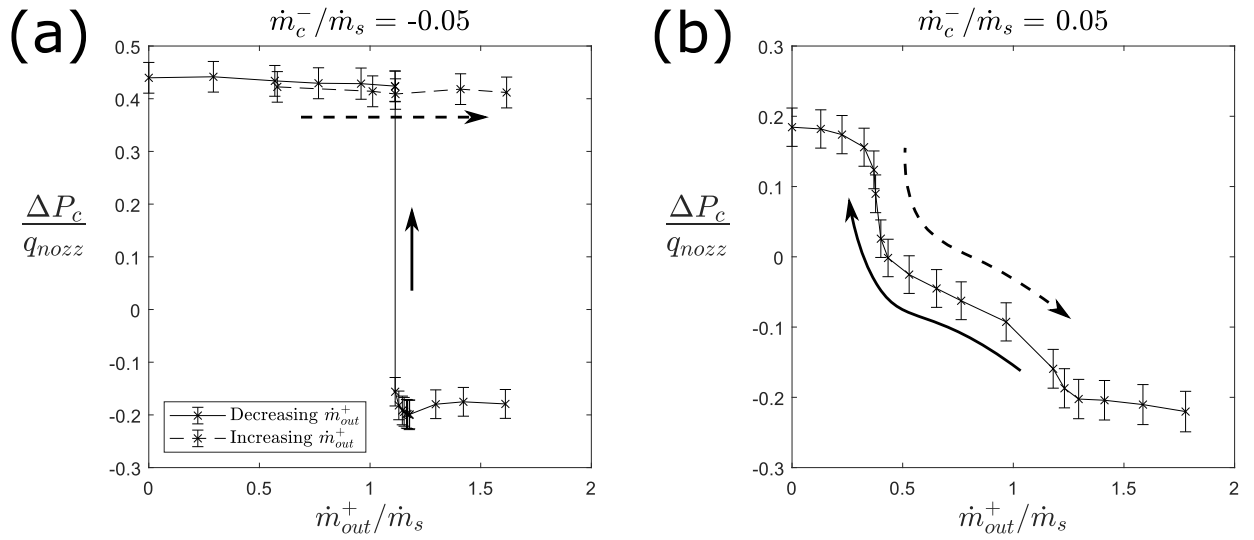 (a)
ṁ_c^-/ṁ_s = -0.05
0.5
0.4
0.3
0.2
0.1
0
-0.1
-0.2
-0.3
ΔP_c
q_nozz
Decreasing ṁ_out^+
Increasing ṁ_out^+
0 0.5 1 1.5 2
ṁ_out^+/ṁ_s
(b)
ṁ_c^-/ṁ_s = 0.05
0.3
0.2
0.1
0
-0.1
-0.2
-0.3
ΔP_c
q_nozz
0 0.5 1 1.5 2
ṁ_out^+/ṁ_s